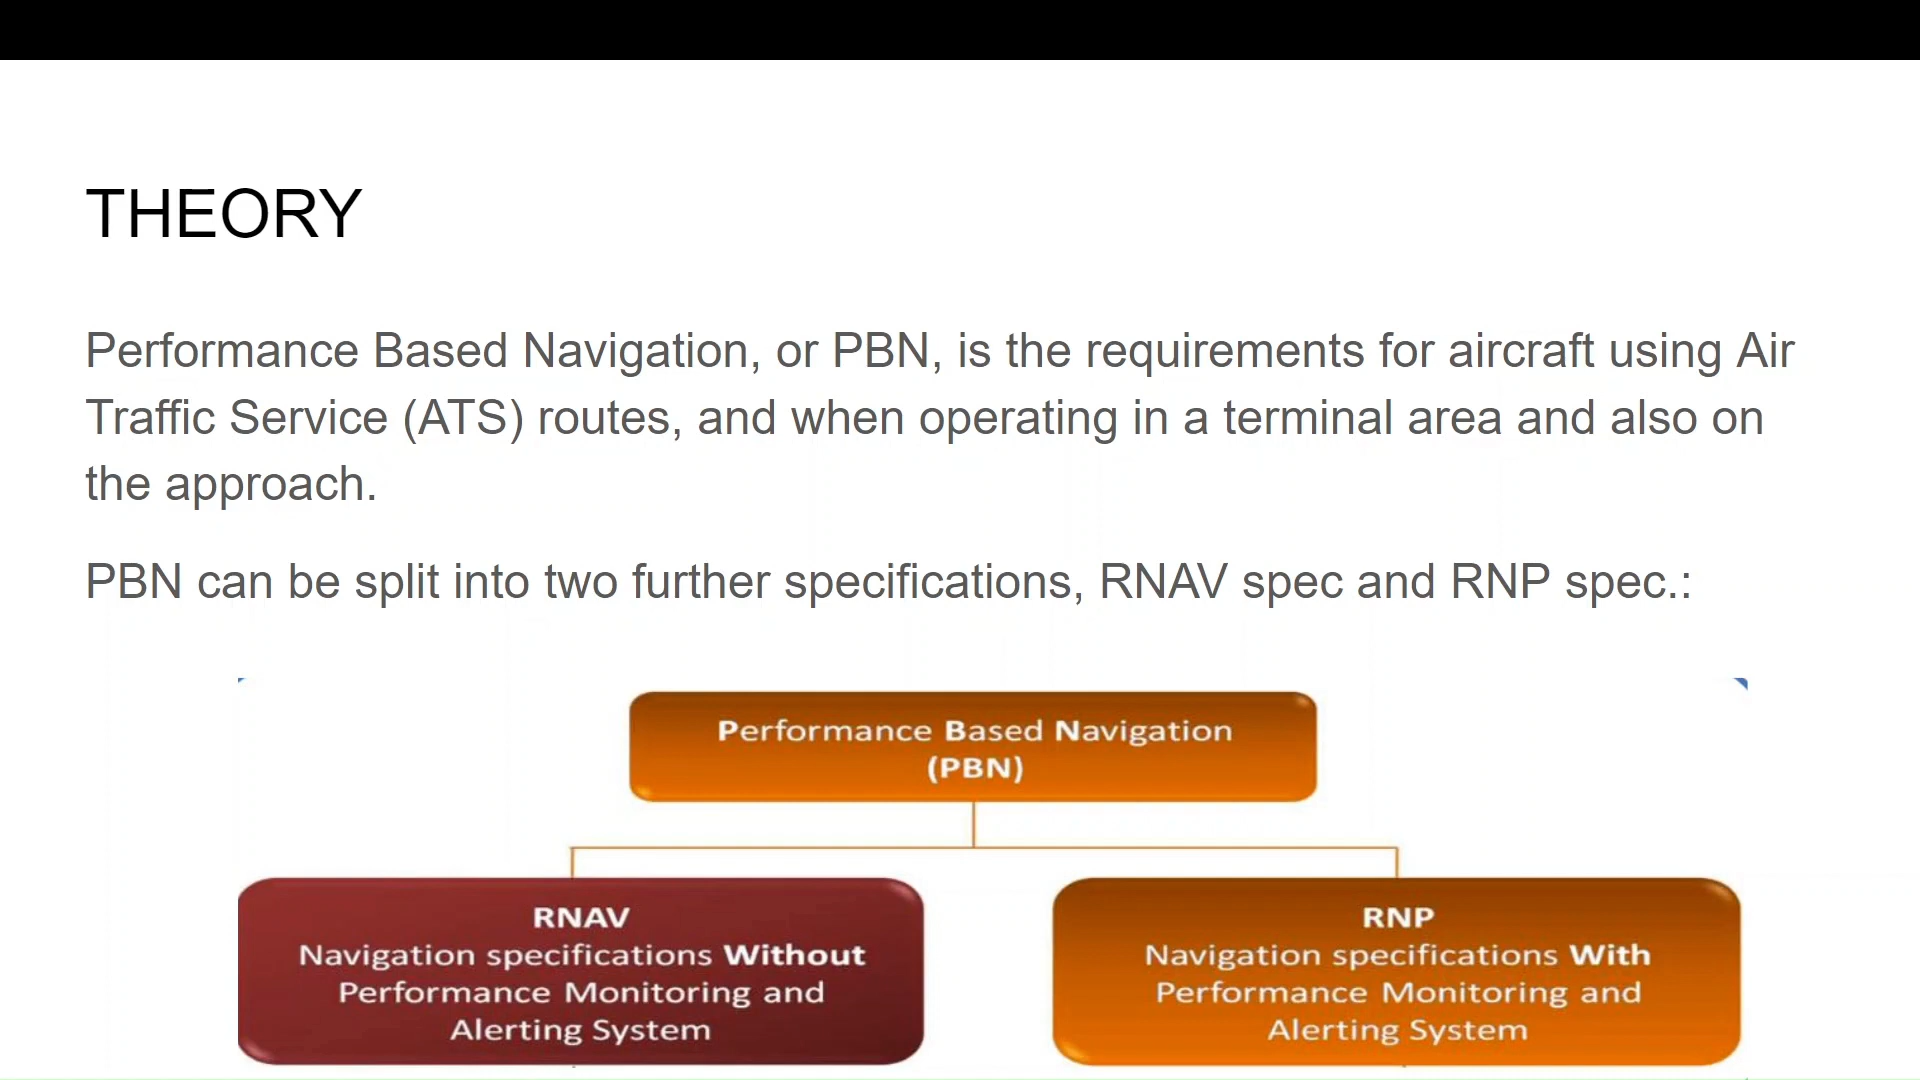 THEORY
Performance Based Navigation, or PBN, is the requirements for aircraft using Air
Traffic Service (ATS) routes, and when operating in a terminal area and also on
the approach.
PBN can be split into two further specifications, RNAV spec and RNP spec.:
Performance Based Navigation
(PBN)
RNAV
Navigation specifications Without
Performance Monitoring and
Alerting System
RNP
Navigation specifications With
Performance Monitoring and
Alerting System